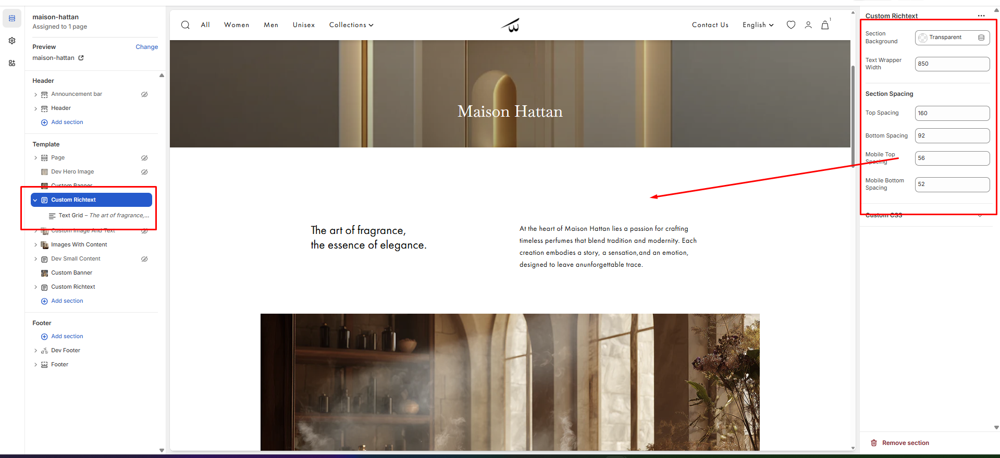 maison-hattan
Assigned to 1 page
Preview
Change
maison-hattan
Header
Announcement bar
Header
Add section
Template
Page
Dev Hero Image
Custom Banner
Custom Richtext
Text Grid – The art of fragrance,...
Custom Image And Text
Images With Content
Dev Small Content
Custom Banner
Custom Richtext
Add section
Footer
Add section
Dev Footer
Footer
All
Women
Men
Unisex
Collections
Contact Us
English
1
Maison Hattan
The art of fragrance,
the essence of elegance.
At the heart of Maison Hattan lies a passion for crafting
timeless perfumes that blend tradition and modernity. Each
creation embodies a story, a sensation,and an emotion,
designed to leave anunforgettable trace.
Custom Richtext
Section
Background
Transparent
Text Wrapper
Width
850
Section Spacing
Top Spacing
160
Bottom Spacing
92
Mobile Top
Spacing
56
Mobile Bottom
Spacing
52
Custom CSS
Remove section